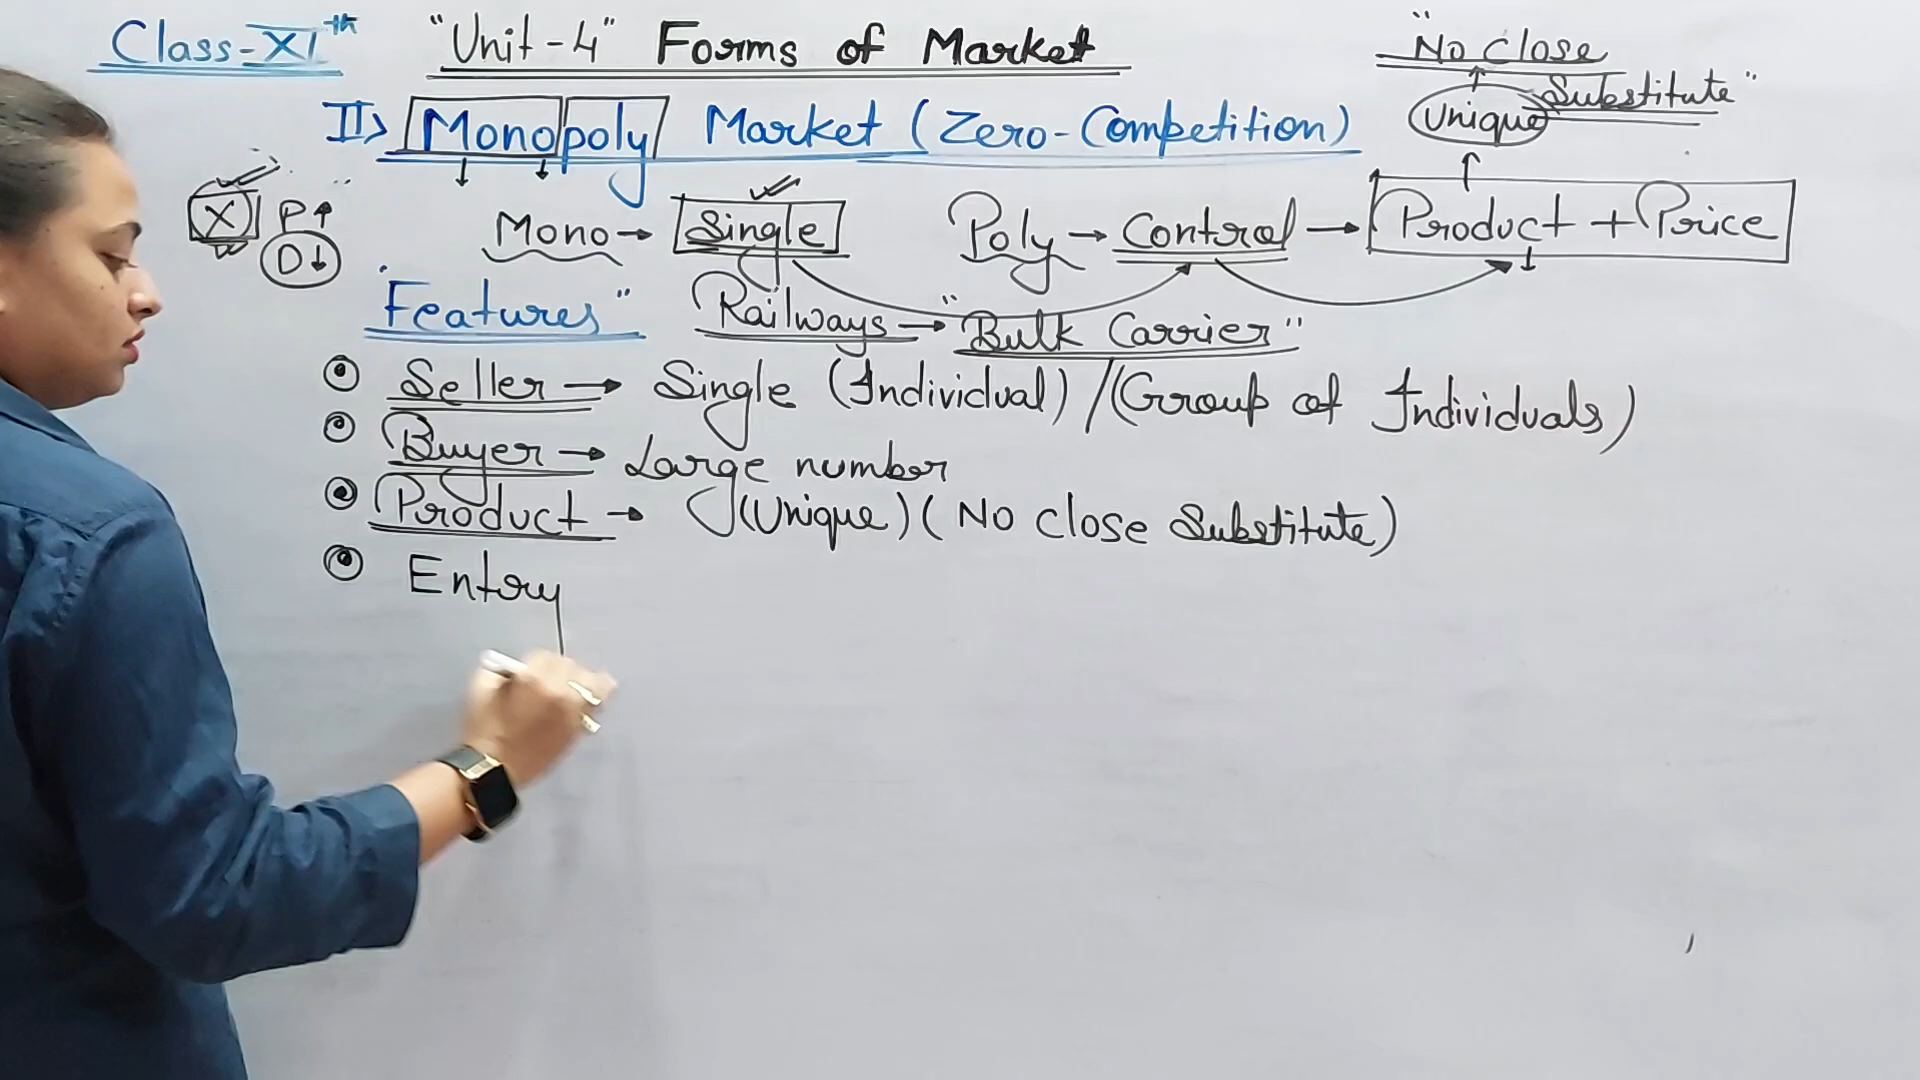 Class-XIth "Unit-4" Forms of Market
"No close
Substitute"
Unique
II> Monopoly Market (Zero-Competition)
X P↑
D↓
Mono → Single Poly → Control → Product + Price
"Features" Railways → "Bulk Carrier"
Seller → Single (Individual) / (Group of Individuals)
Buyer → Large number
Product → (Unique) (No close Substitute)
Entry